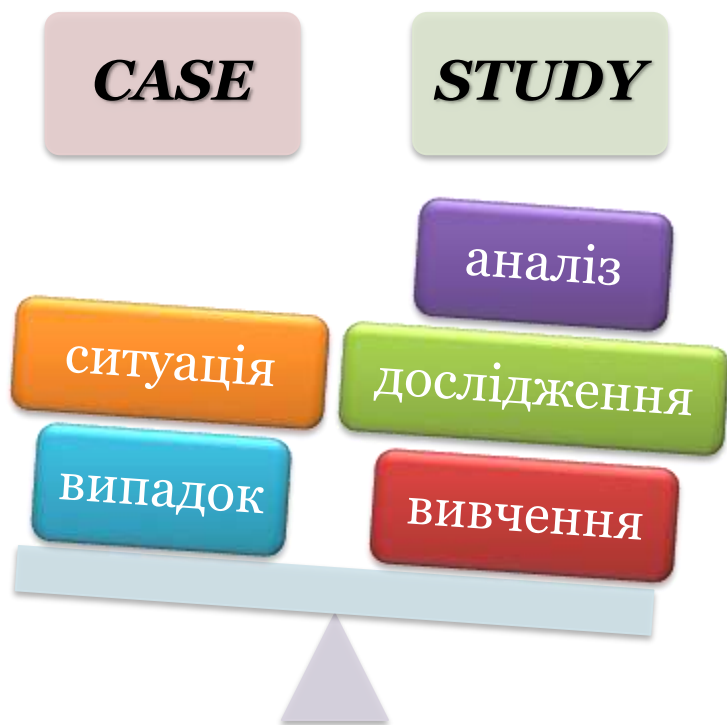 CASE
STUDY
аналіз
ситуація
дослідження
випадок
вивчення